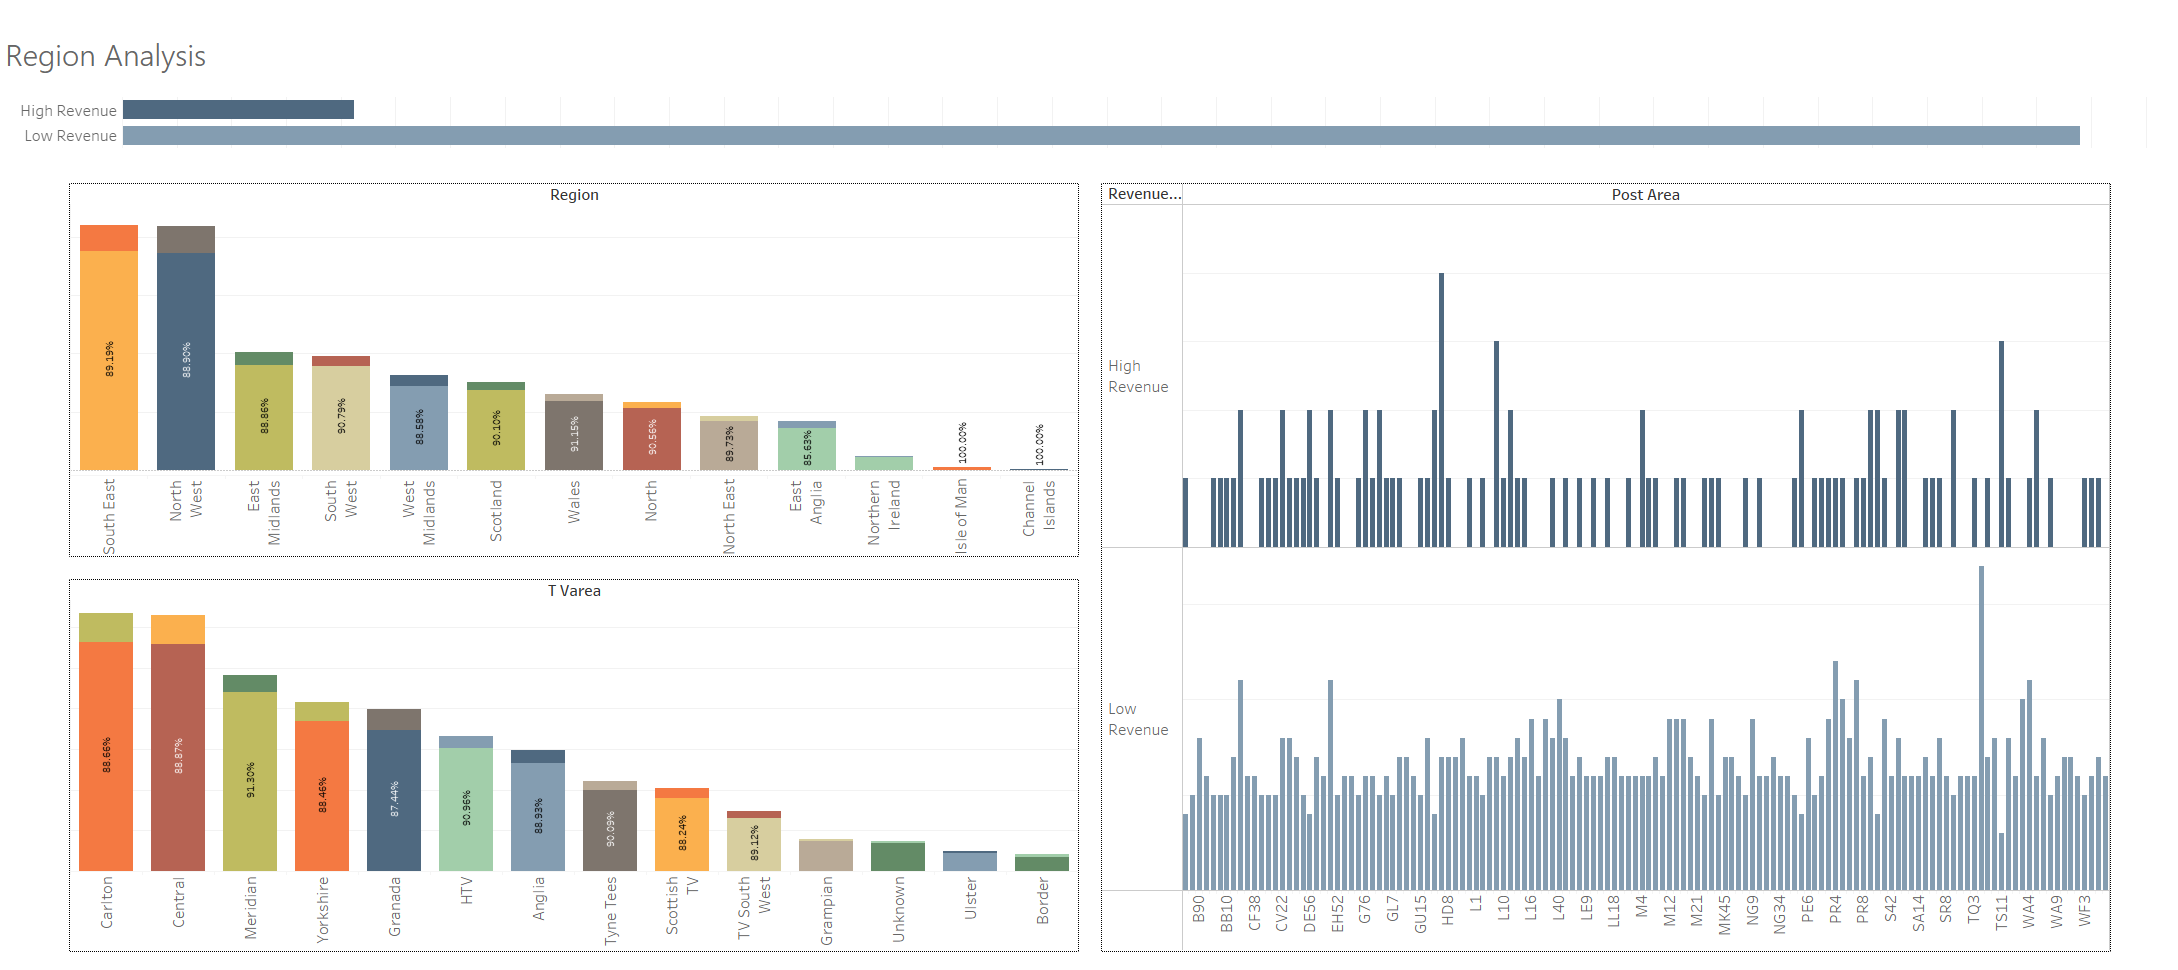 Region Analysis
High Revenue
Low Revenue
Region
89.19%
88.90%
88.86%
90.79%
88.58%
90.10%
91.15%
90.56%
89.73%
85.63%
100.00%
100.00%
South East
North
West
East
Midlands
South
West
West
Midlands
Scotland
Wales
North
North East
East
Anglia
Northern
Ireland
Isle of Man
Channel
Islands
T Varea
88.66%
88.87%
91.30%
88.46%
87.44%
90.96%
88.93%
90.09%
88.24%
89.12%
Carlton
Central
Meridian
Yorkshire
Granada
HTV
Anglia
Tyne Tees
Scottish
TV
TV South
West
Grampian
Unknown
Ulster
Border
Revenue...
Post Area
High
Revenue
Low
Revenue
B90
BB10
CF38
CV22
DE56
EH52
G76
GL7
GU15
HD8
L1
L10
L16
L40
LE9
LL18
M4
M12
M21
MK45
NG9
NG34
PE6
PR4
PR8
S42
SA14
SR8
TQ3
TS11
WA4
WA9
WF3